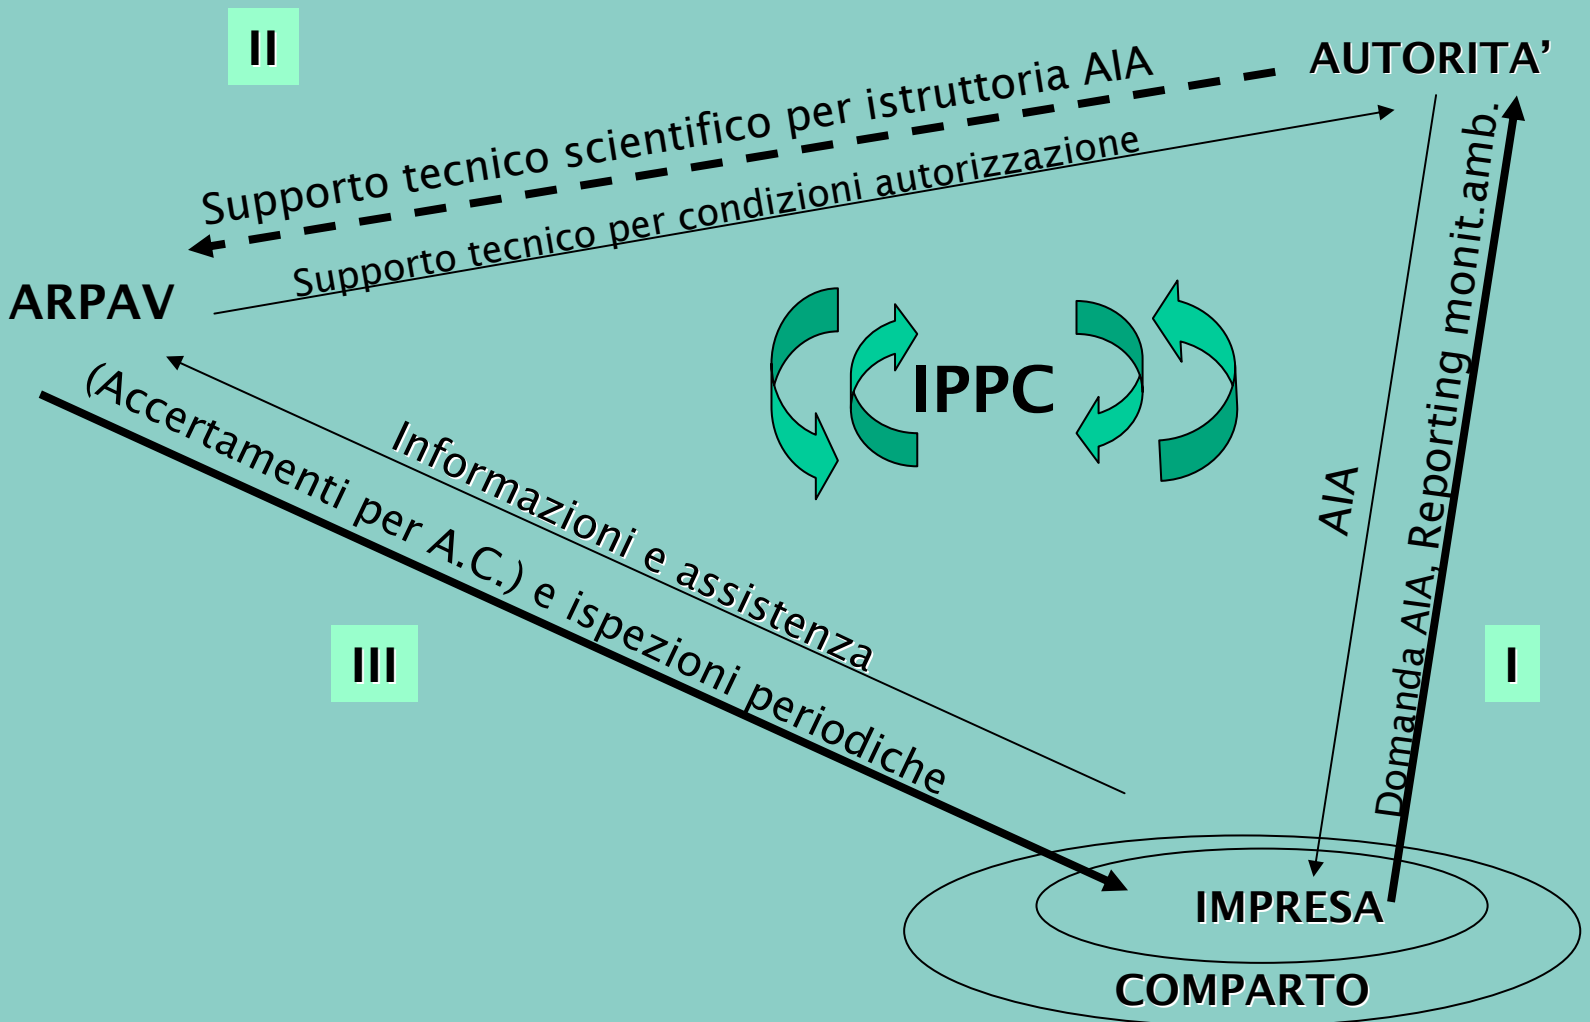 II
AUTORITA’
Supporto tecnico scientifico per istruttoria AIA
Supporto tecnico per condizioni autorizzazione
ARPAV
IPPC
Informazioni e assistenza
(Accertamenti per A.C.) e ispezioni periodiche
AIA
Domanda AIA, Reporting monit.amb.
III
I
IMPRESA
COMPARTO